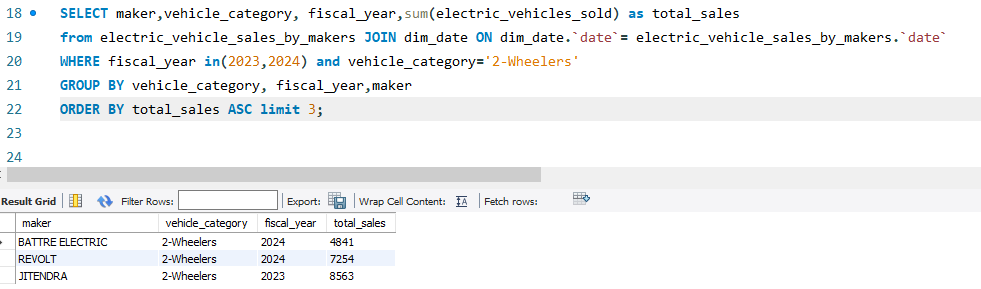 18 SELECT maker,vehicle_category, fiscal_year,sum(electric_vehicles_sold) as total_sales
19 from electric_vehicle_sales_by_makers JOIN dim_date ON dim_date.`date`= electric_vehicle_sales_by_makers.`date`
20 WHERE fiscal_year in(2023,2024) and vehicle_category='2-Wheelers'
21 GROUP BY vehicle_category, fiscal_year,maker
22 ORDER BY total_sales ASC limit 3;
23
24
Result Grid Filter Rows: Export: Wrap Cell Content: Fetch rows:
maker vehicle_category fiscal_year total_sales
BATTRE ELECTRIC 2-Wheelers 2024 4841
REVOLT 2-Wheelers 2024 7254
JITENDRA 2-Wheelers 2023 8563